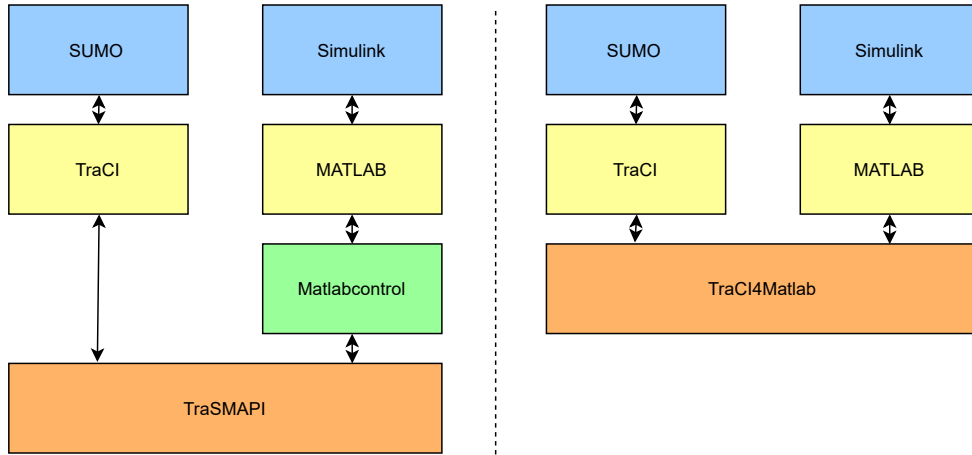 SUMO
Simulink
TraCI
MATLAB
Matlabcontrol
TraSMAPI
SUMO
Simulink
TraCI
MATLAB
TraCI4Matlab